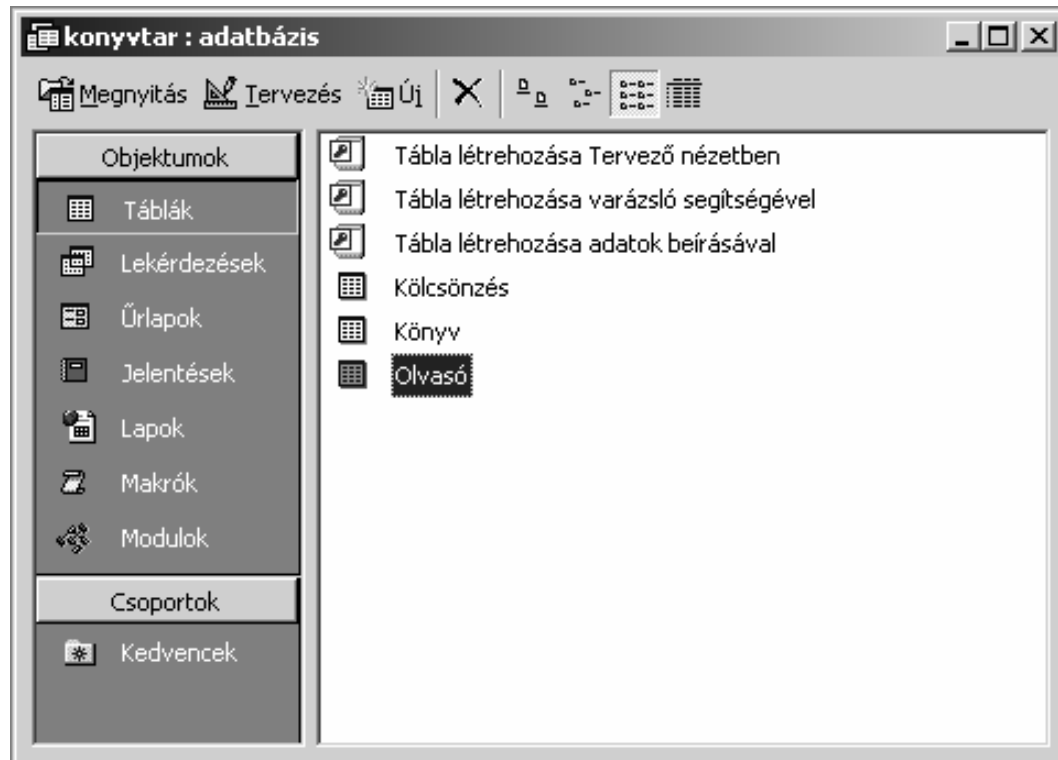 konyvtar : adatbázis
Megnyitás Tervezés Új
Objektumok
Táblák
Lekérdezések
Űrlapok
Jelentések
Lapok
Makrók
Modulok
Csoportok
Kedvencek
Tábla létrehozása Tervező nézetben
Tábla létrehozása varázsló segítségével
Tábla létrehozása adatok beírásával
Kölcsönzés
Könyv
Olvasó